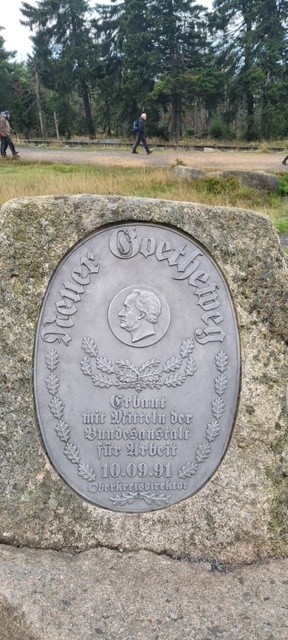 Neuer Goetheweg
Erbaut
mit Mitteln der
Bundesanstalt
für Arbeit
10.09.91
Oberkreisdirektor